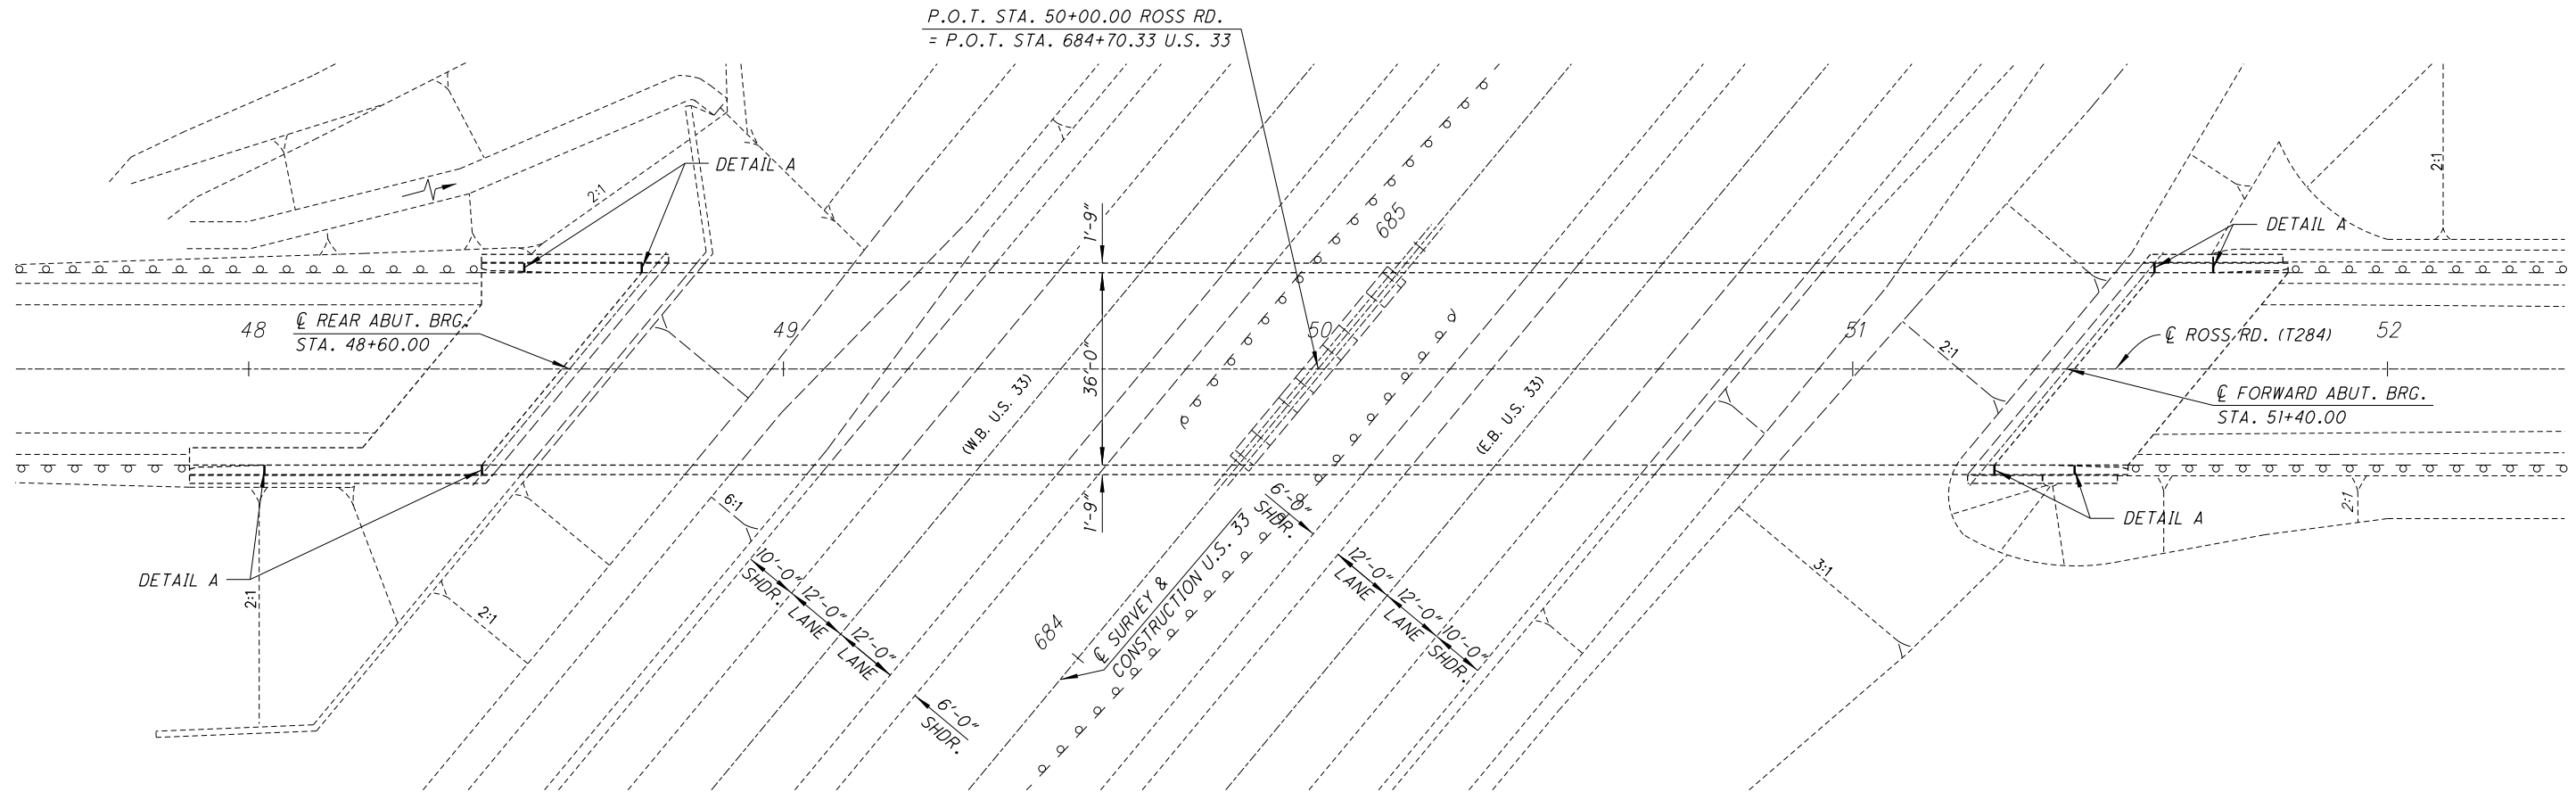 P.O.T. STA. 50+00.00 ROSS RD.
= P.O.T. STA. 684+70.33 U.S. 33
DETAIL A
2:1
2:1
1'-9"
685
DETAIL A
48
℄ REAR ABUT. BRG.
STA. 48+60.00
49
50
51
℄ ROSS RD. (T284)
52
2:1
36'-0"
(W.B. U.S. 33)
(E.B. U.S. 33)
℄ FORWARD ABUT. BRG.
STA. 51+40.00
6:1
1'-9"
6'-0"
SHDR.
2:1
DETAIL A
DETAIL A
2:1
2:1
10'-0"
SHDR.
12'-0"
LANE
12'-0"
LANE
684
℄ SURVEY &
CONSTRUCTION U.S. 33
12'-0"
LANE
12'-0"
LANE
10'-0"
SHDR.
3:1
6'-0"
SHDR.